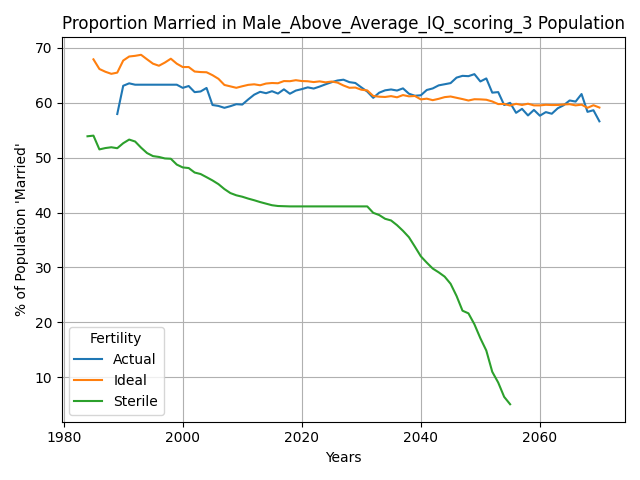 Proportion Married in Male_Above_Average_IQ_scoring_3 Population
% of Population 'Married'
70
60
50
40
30
20
10
Fertility
Actual
Ideal
Sterile
1980
2000
2020
2040
2060
Years